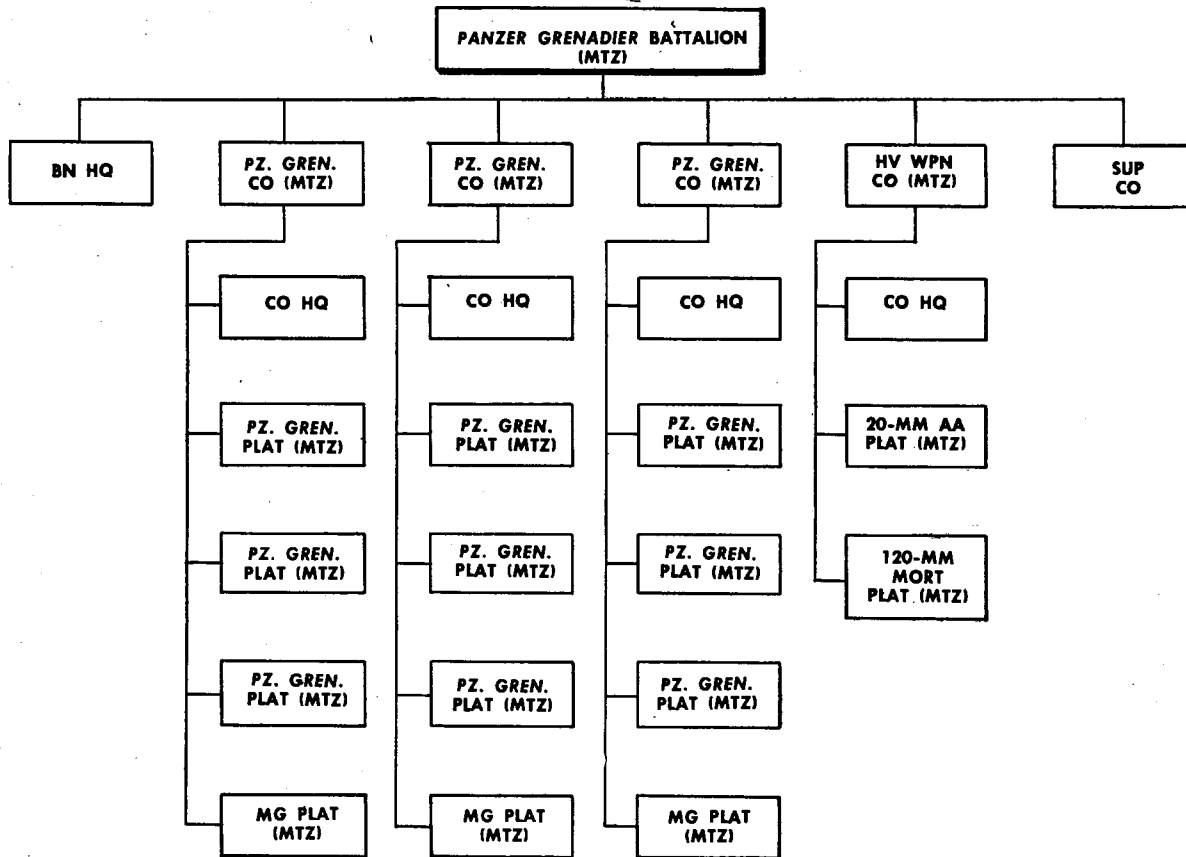 PANZER GRENADIER BATTALION
(MTZ)
BN HQ
PZ. GREN.
CO (MTZ)
PZ. GREN.
CO (MTZ)
PZ. GREN.
CO (MTZ)
HV WPN
CO (MTZ)
SUP
CO
CO HQ
CO HQ
CO HQ
CO HQ
PZ. GREN.
PLAT (MTZ)
PZ. GREN.
PLAT (MTZ)
PZ. GREN.
PLAT (MTZ)
20-MM AA
PLAT (MTZ)
PZ. GREN.
PLAT (MTZ)
PZ. GREN.
PLAT (MTZ)
PZ. GREN.
PLAT (MTZ)
120-MM
MORT
PLAT (MTZ)
PZ. GREN.
PLAT (MTZ)
PZ. GREN.
PLAT (MTZ)
PZ. GREN.
PLAT (MTZ)
MG PLAT
(MTZ)
MG PLAT
(MTZ)
MG PLAT
(MTZ)